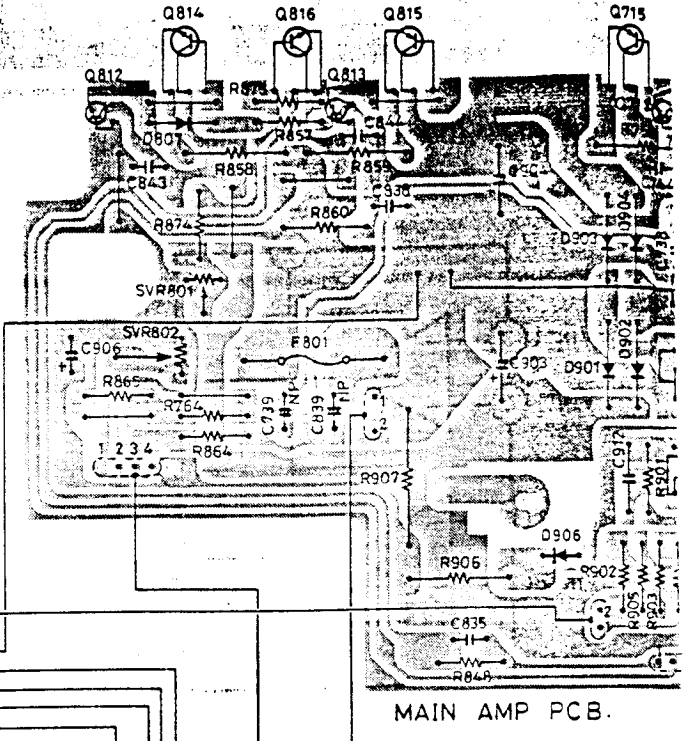 Q814 Q816 Q815 Q715
Q812 Q813
R857
D807
R858 R859
C843
R874 R860
D903 D904
SVR801
SVR802 F801
C906 D902
C903 D901
R865
R764 C739 NP C839 NP 1
R864 2
1 2 3 4
R907 C912 R901
D906
R906 R902
R905 R903 2
C835
R848
MAIN AMP PCB.